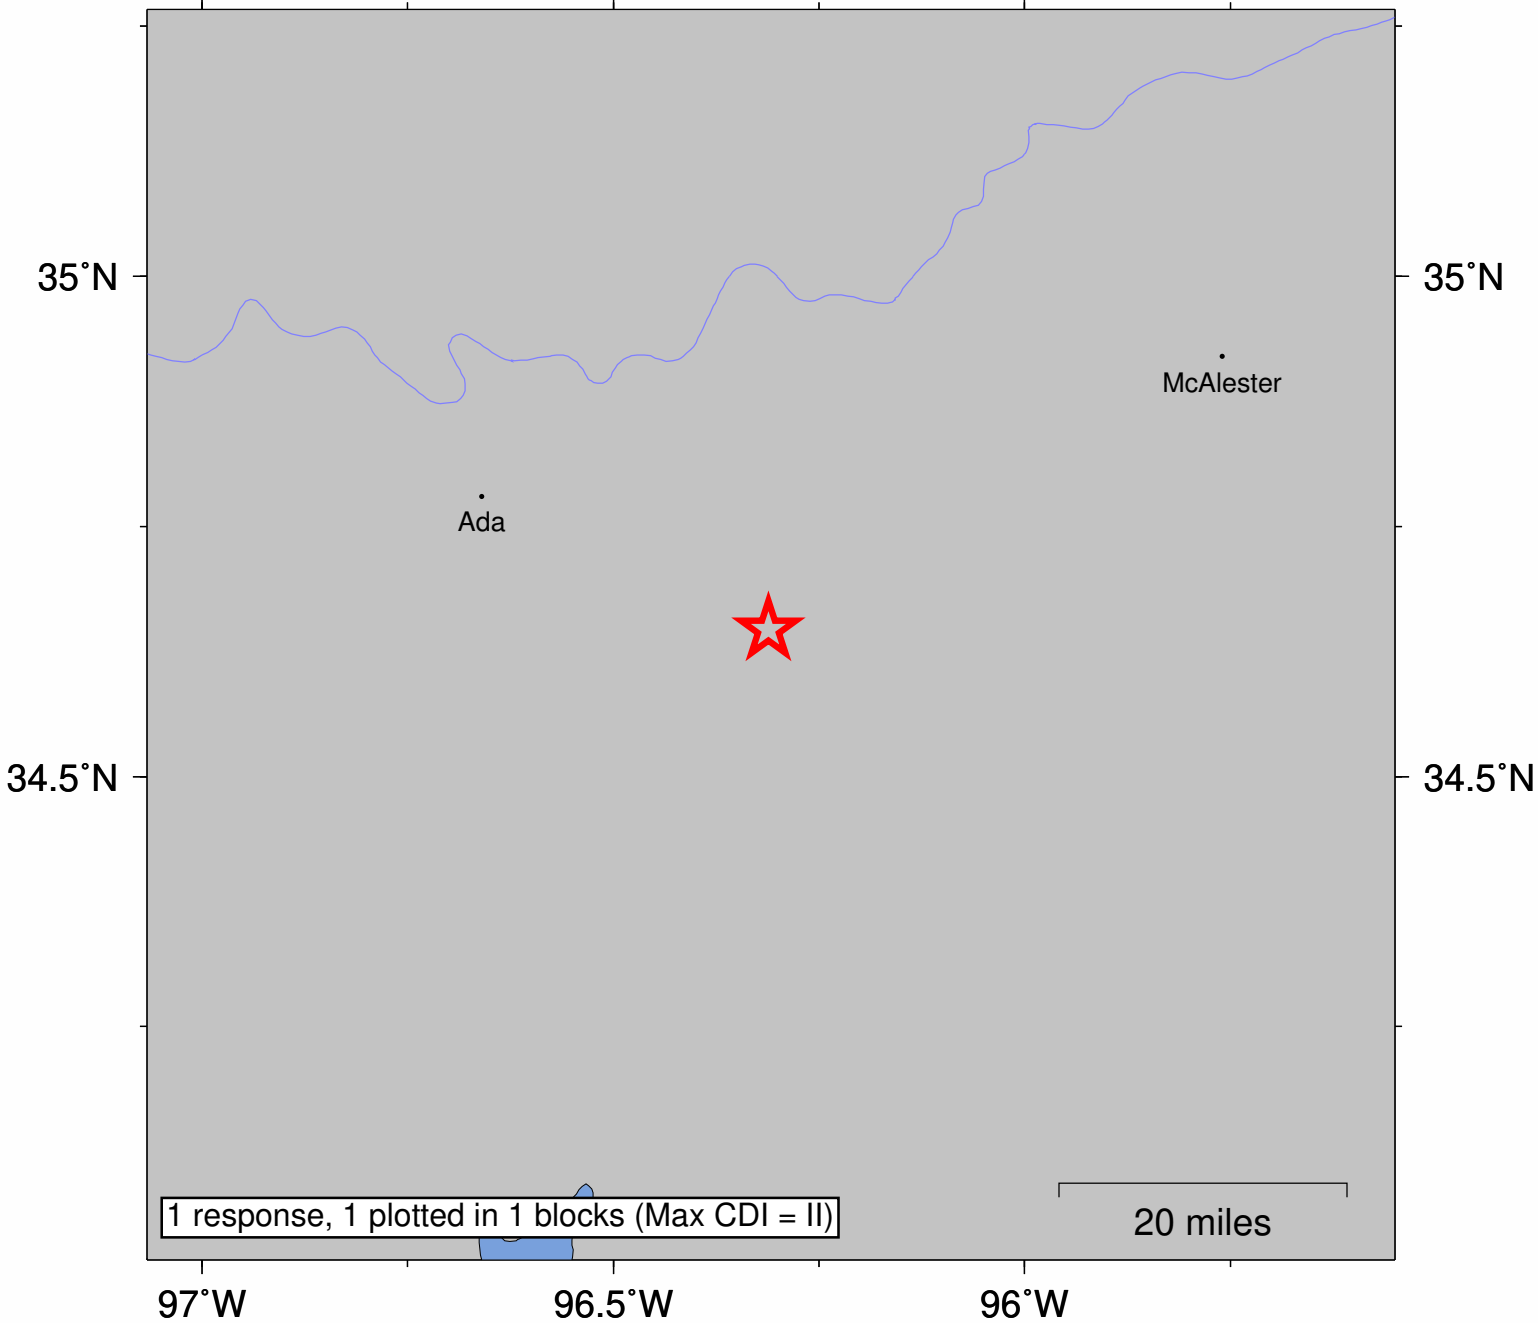 35˚N
35˚N
McAlester
Ada
34.5˚N
34.5˚N
1 response, 1 plotted in 1 blocks (Max CDI = II)
20 miles
97˚W
96.5˚W
96˚W